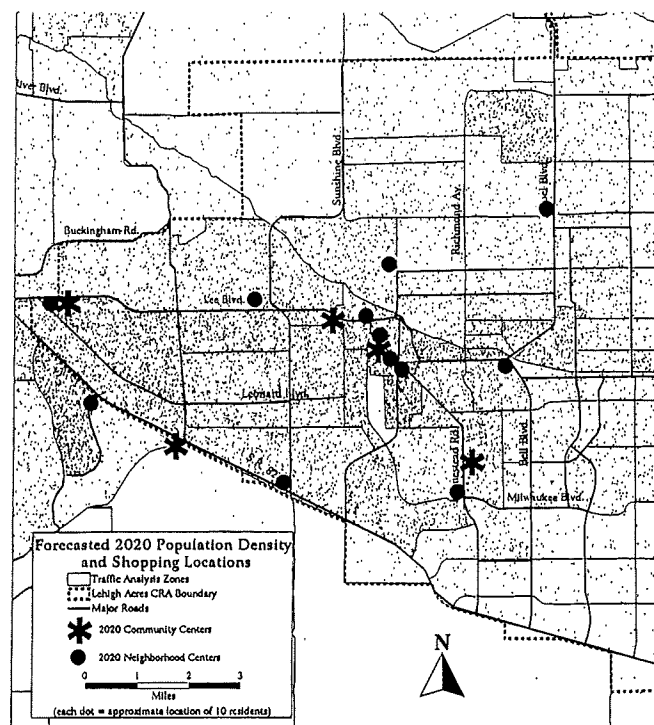 Buckingham Rd.
Sunshine Blvd.
Richmond Av.
Blvd.
Lee Blvd.
Bell Blvd.
Milwaukee Blvd.
Forecasted 2020 Population Density
and Shopping Locations
Traffic Analysis Zones
Lehigh Acres CRA Boundary
Major Roads
2020 Community Centers
2020 Neighborhood Centers
0 1 2 3
Miles
(each dot = approximate location of 10 residents)
N